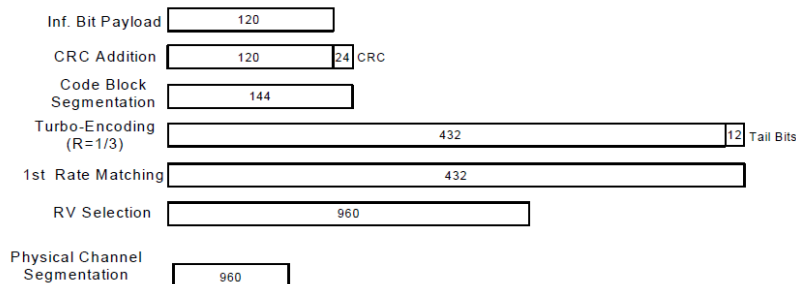 Inf. Bit Payload 120
CRC Addition 120 24 CRC
Code Block
Segmentation 144
Turbo-Encoding
(R=1/3) 432 12 Tail Bits
1st Rate Matching 432
RV Selection 960
Physical Channel
Segmentation 960